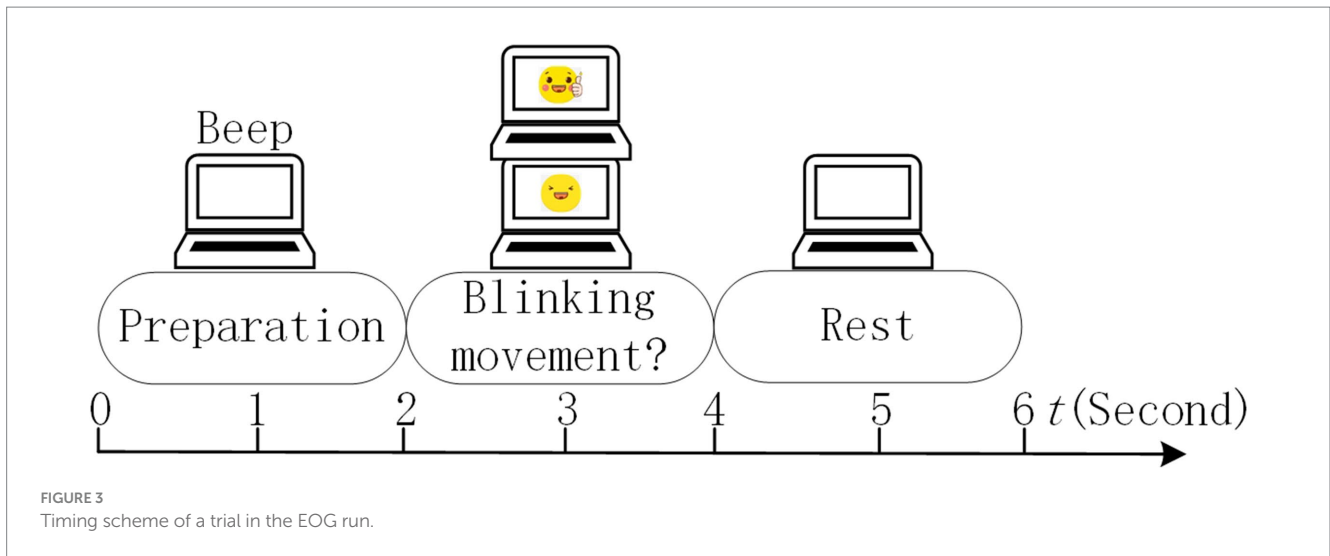 Beep
Preparation
Blinking
movement?
Rest
0 1 2 3 4 5 6 t(Second)
FIGURE 3
Timing scheme of a trial in the EOG run.